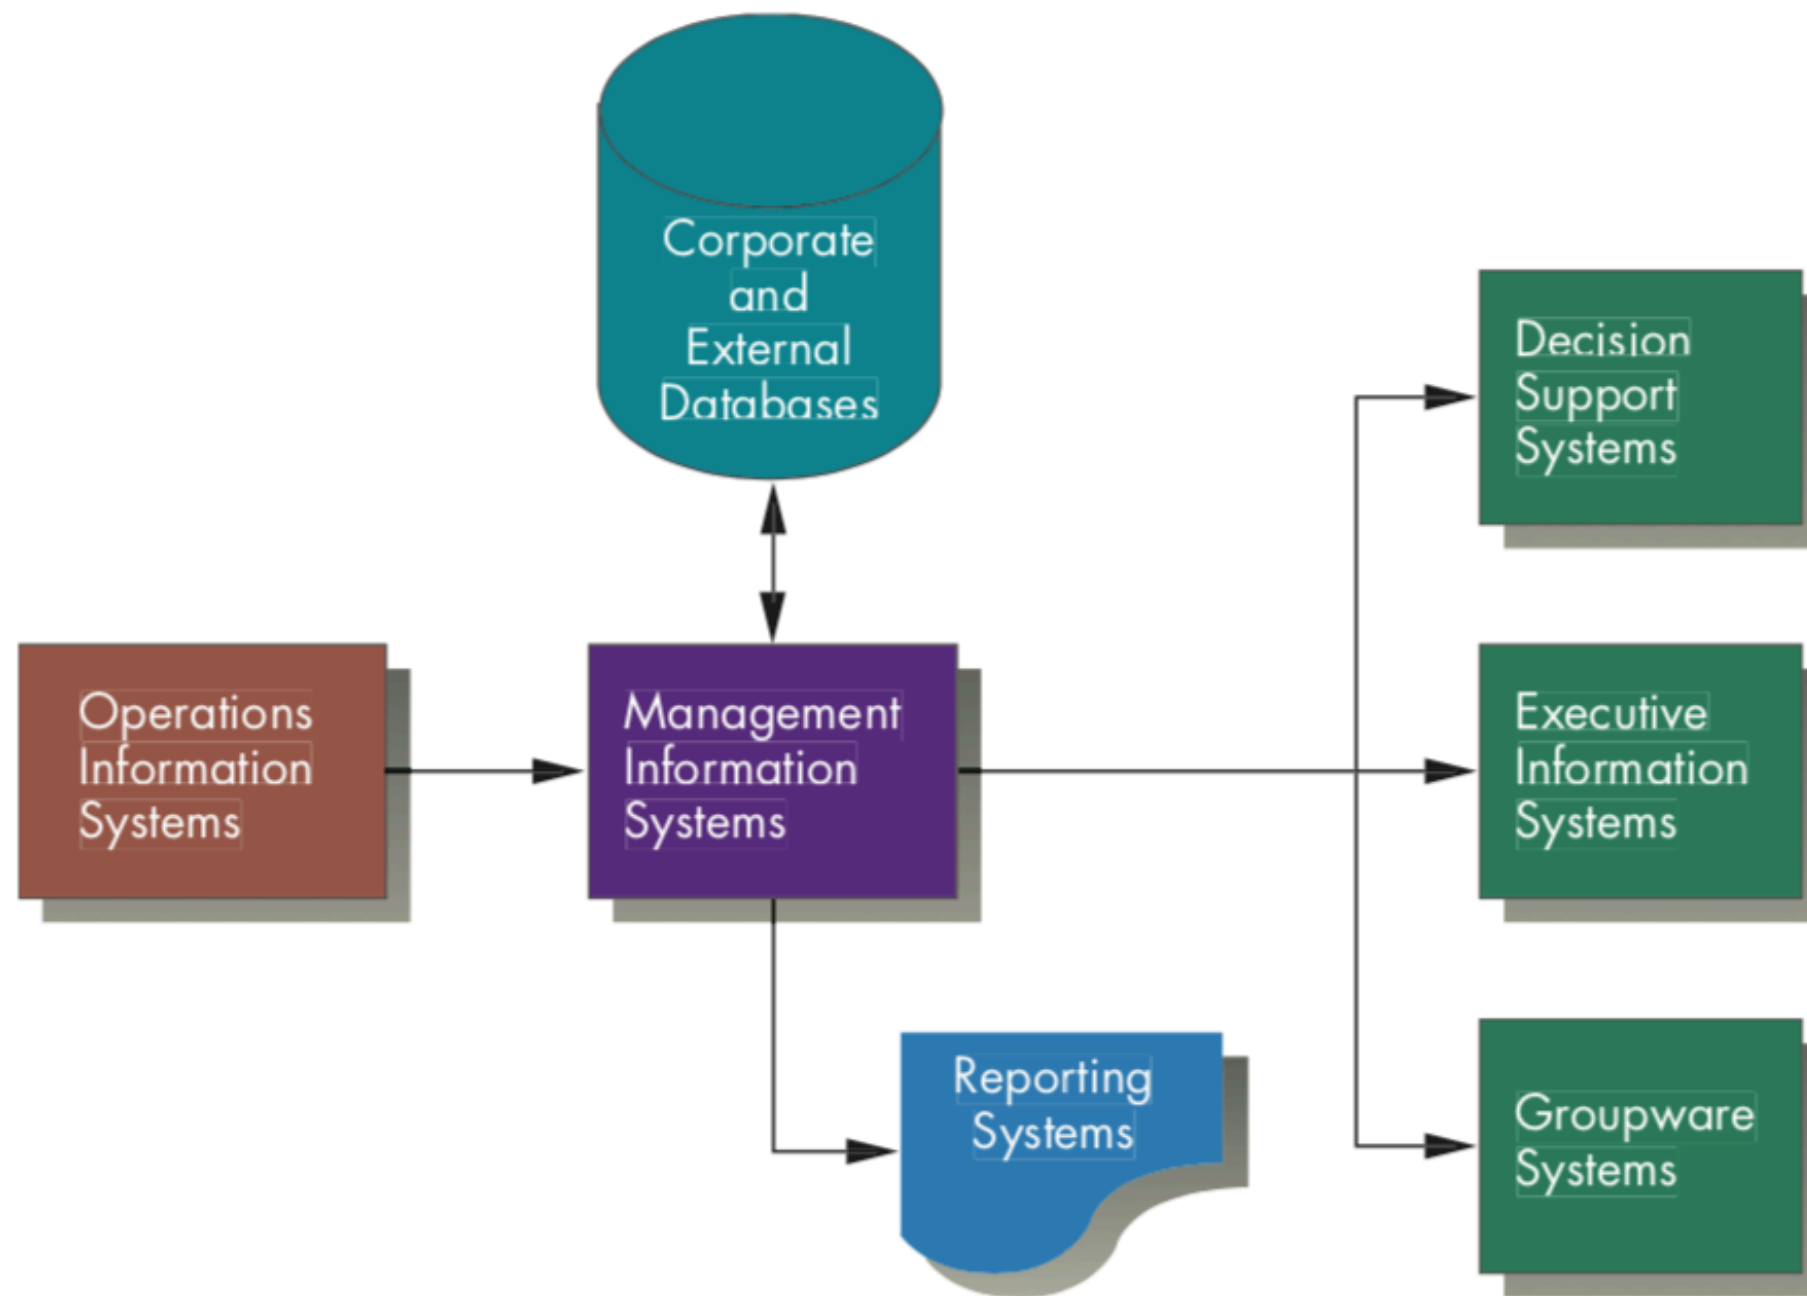 Corporate
and
External
Databases
Decision
Support
Systems
Operations
Information
Systems
Management
Information
Systems
Executive
Information
Systems
Reporting
Systems
Groupware
Systems